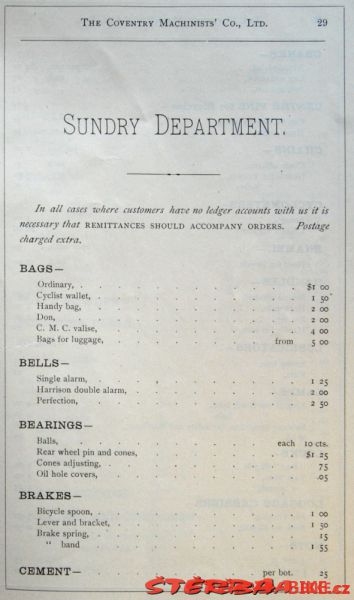 The Coventry Machinists' Co., Ltd. 29
Sundry Department.
In all cases where customers have no ledger accounts with us it is
necessary that REMITTANCES SHOULD ACCOMPANY ORDERS. Postage
charged extra.
BAGS—
Ordinary, $1 00
Cyclist wallet, 1 50
Handy bag, 2 00
Don, 2 00
C. M. C. valise, 4 00
Bags for luggage, from 5 00
BELLS—
Single alarm, 1 25
Harrison double alarm, 2 00
Perfection, 2 50
BEARINGS—
Balls, each 10 cts.
Rear wheel pin and cones, $1 25
Cones adjusting, 75
Oil hole covers, .05
BRAKES—
Bicycle spoon, 1 00
Lever and bracket, 1 50
Brake spring, 15
" band 1 55
CEMENT— per bot. 25
STERBA-BIKE.cz